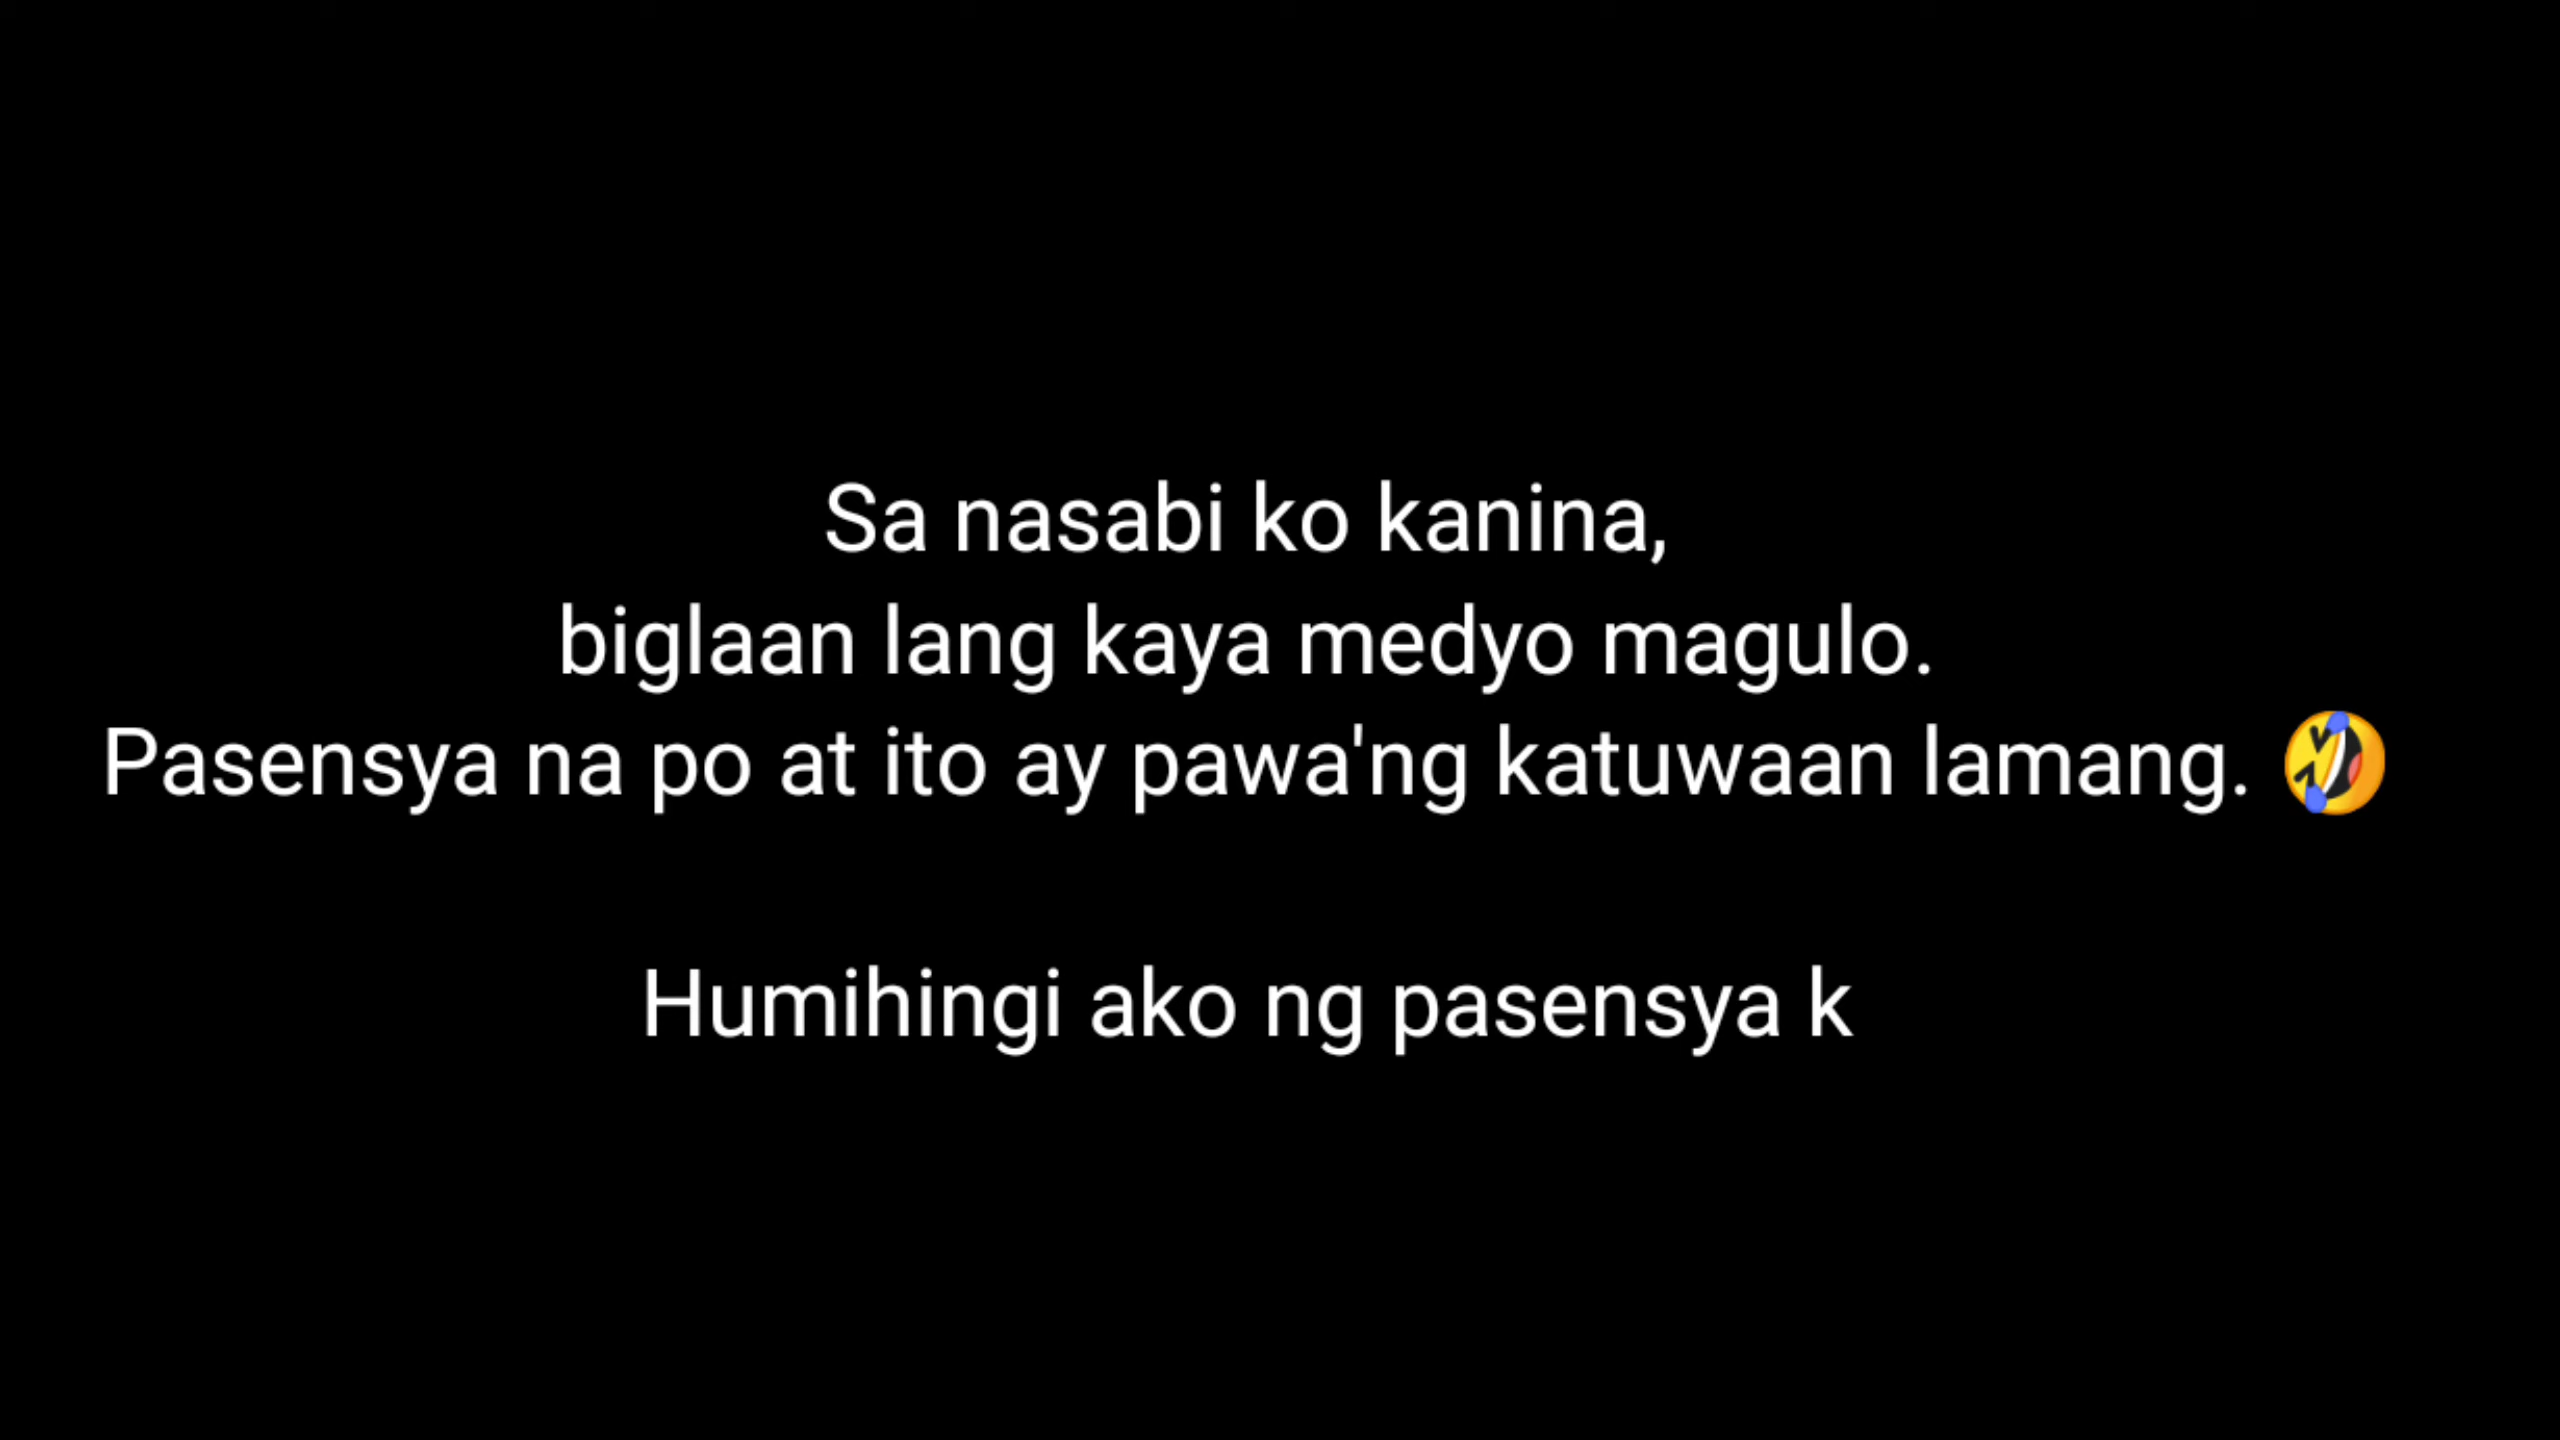 Sa nasabi ko kanina,
biglaan lang kaya medyo magulo.
Pasensya na po at ito ay pawa'ng katuwaan lamang. 🤣
Humihingi ako ng pasensya k